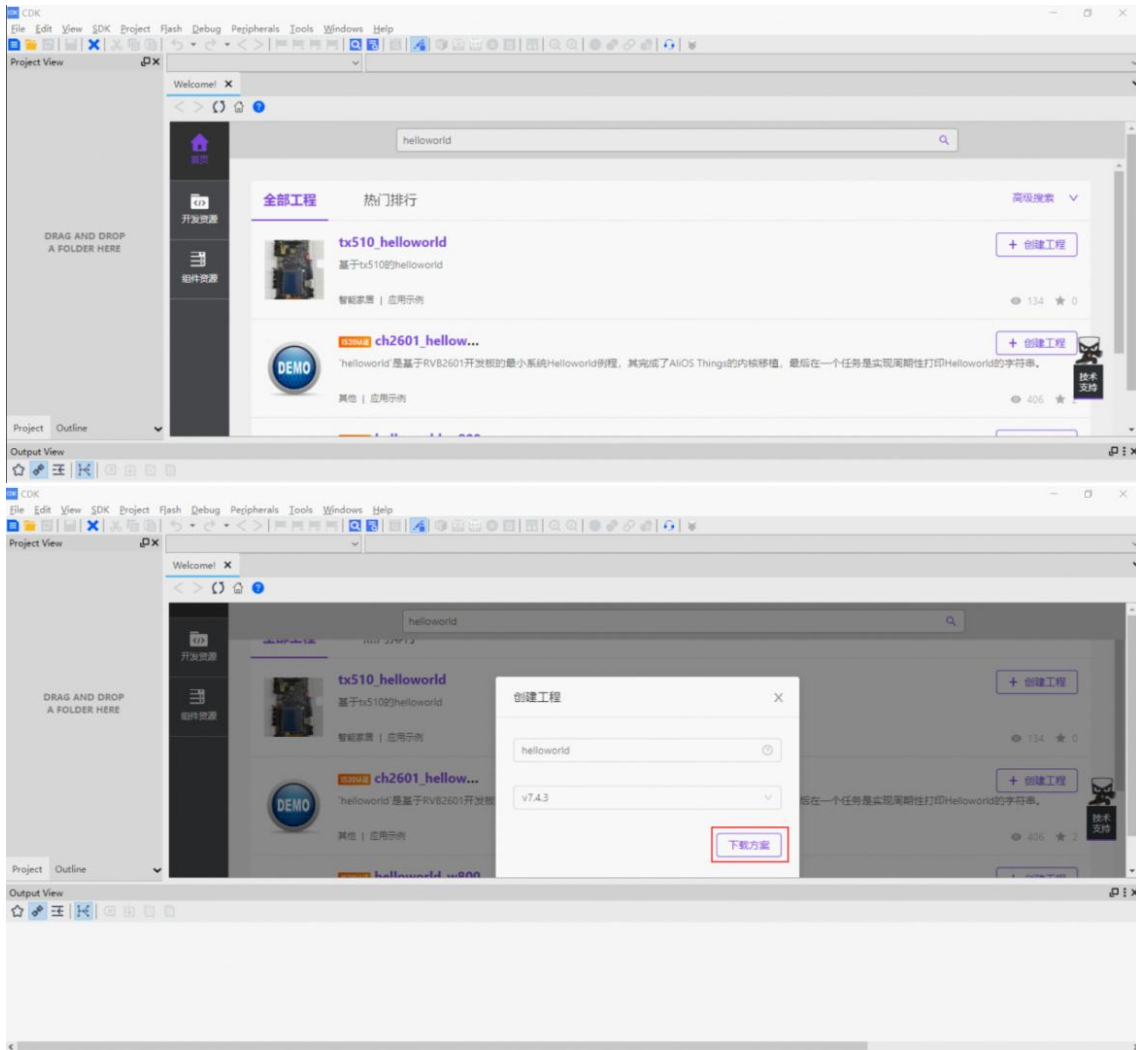 CDK
File Edit View SDK Project Flash Debug Peripherals Tools Windows Help
Project View
Welcome!
helloworld
首页
全部工程 热门排行 高级搜索
开发资源
DRAG AND DROP
A FOLDER HERE
tx510_helloworld
+ 创建工程
基于tx510的helloworld
组件资源
智能家居 | 应用示例
134 0
ch2601_hellow...
+ 创建工程
DEMO
`helloworld`是基于RVB2601开发板的最小系统Helloworld例程，其完成了AliOS Things的内核移植，最后在一个任务是实现周期性打印Helloworld的字符串。
技术
支持
其他 | 应用示例
406 2
Project Outline
Output View
CDK
File Edit View SDK Project Flash Debug Peripherals Tools Windows Help
Project View
Welcome!
helloworld
开发资源
DRAG AND DROP
A FOLDER HERE
tx510_helloworld
+ 创建工程
基于tx510的helloworld
组件资源
智能家居 | 应用示例
134 0
创建工程
helloworld
v7.4.3
下载方案
ch2601_hellow...
+ 创建工程
DEMO
`helloworld`是基于RVB2601开发板
后在一个任务是实现周期性打印Helloworld的字符串。
技术
支持
其他 | 应用示例
406 2
helloworld_w800
Project Outline
Output View